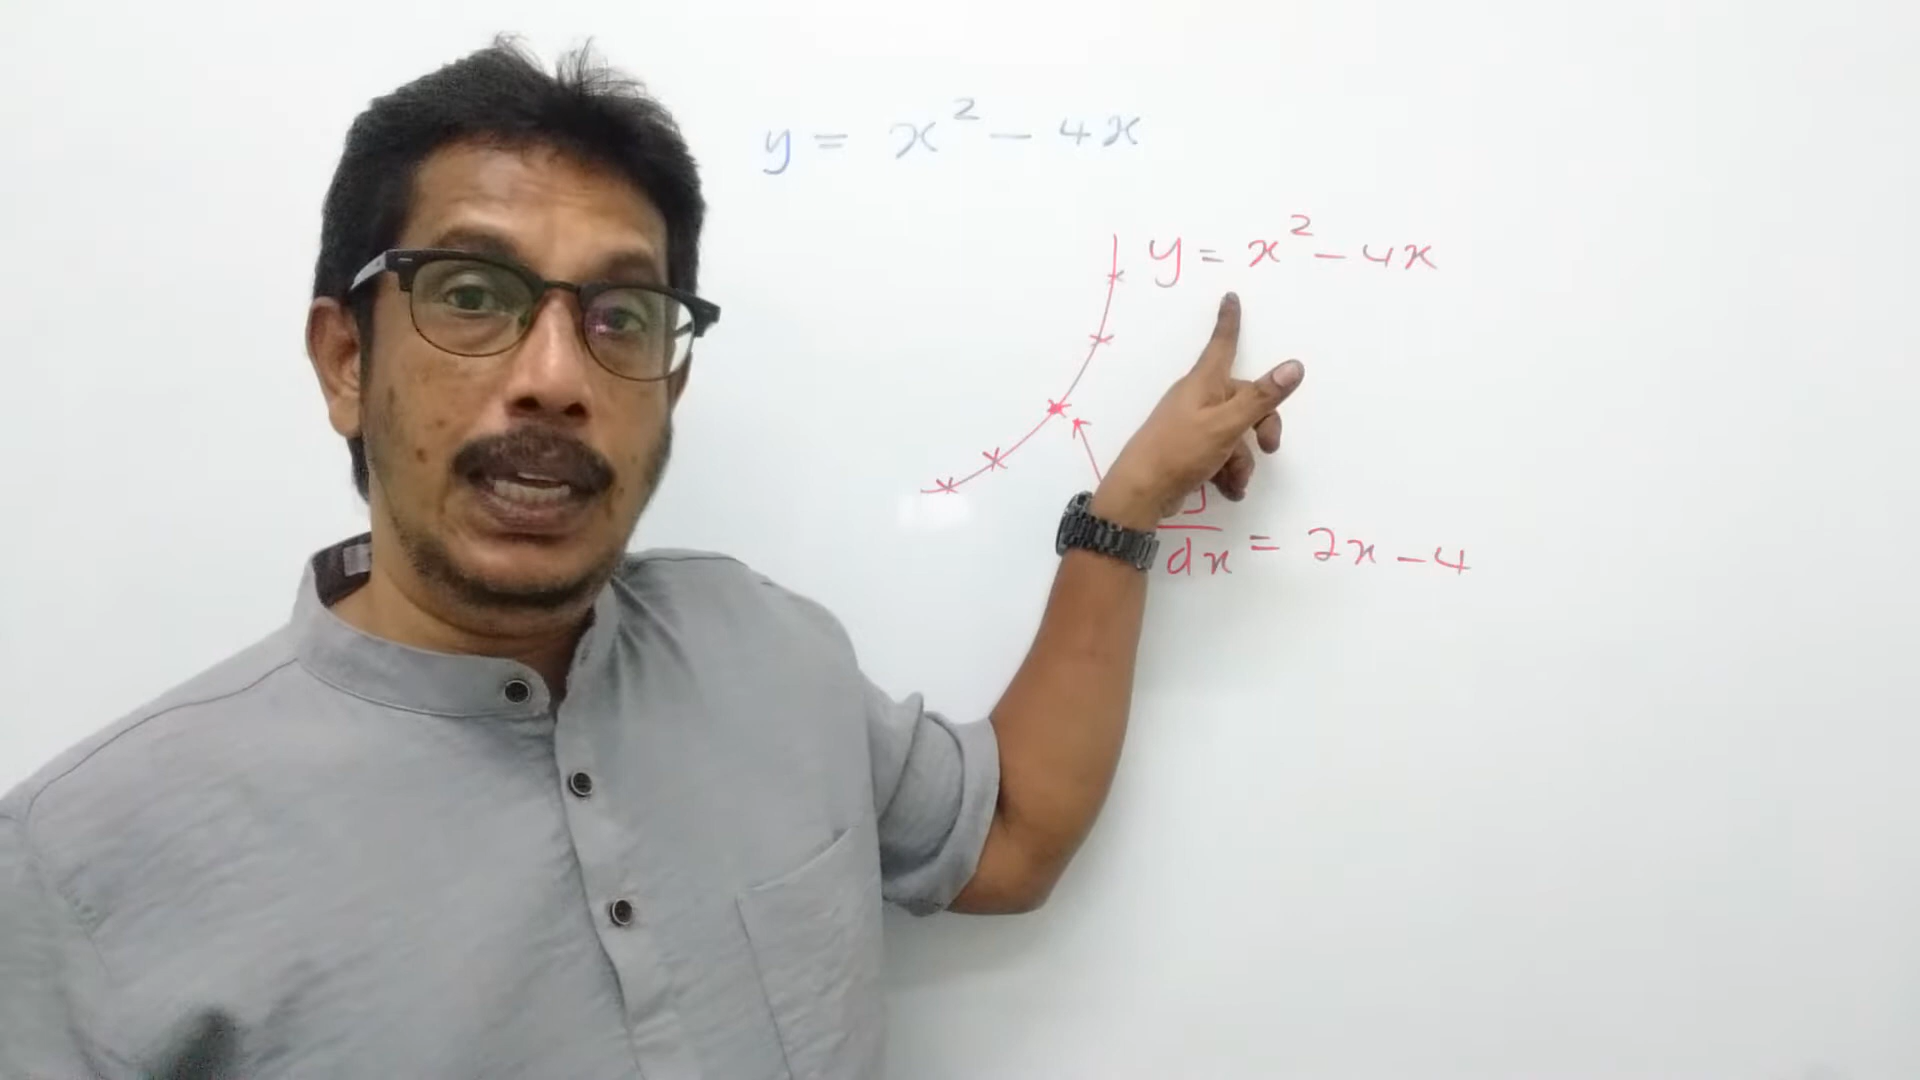 y = x² - 4x
y = x² - 4x
y
dx = 2x - 4